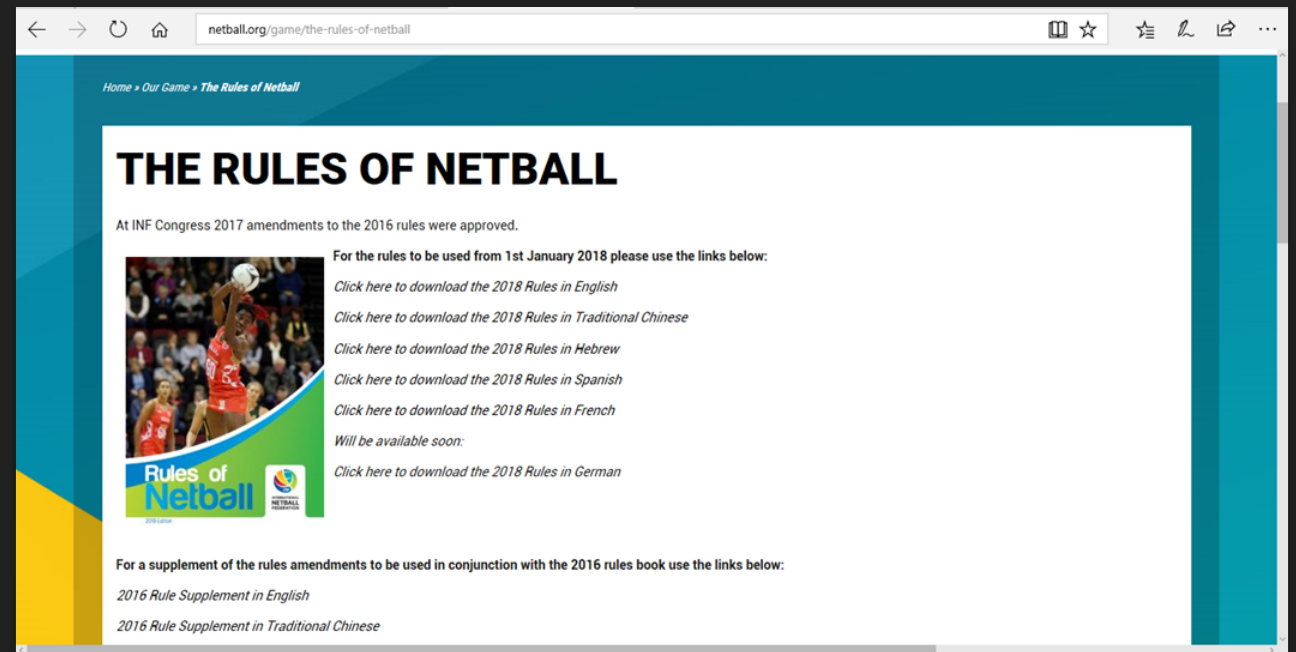 netball.org/game/the-rules-of-netball
Home » Our Game » The Rules of Netball
THE RULES OF NETBALL
At INF Congress 2017 amendments to the 2016 rules were approved.
For the rules to be used from 1st January 2018 please use the links below:
Click here to download the 2018 Rules in English
Click here to download the 2018 Rules in Traditional Chinese
Click here to download the 2018 Rules in Hebrew
Click here to download the 2018 Rules in Spanish
Click here to download the 2018 Rules in French
Will be available soon:
Click here to download the 2018 Rules in German
Rules of
Netball
INTERNATIONAL
NETBALL
FEDERATION
For a supplement of the rules amendments to be used in conjunction with the 2016 rules book use the links below:
2016 Rule Supplement in English
2016 Rule Supplement in Traditional Chinese